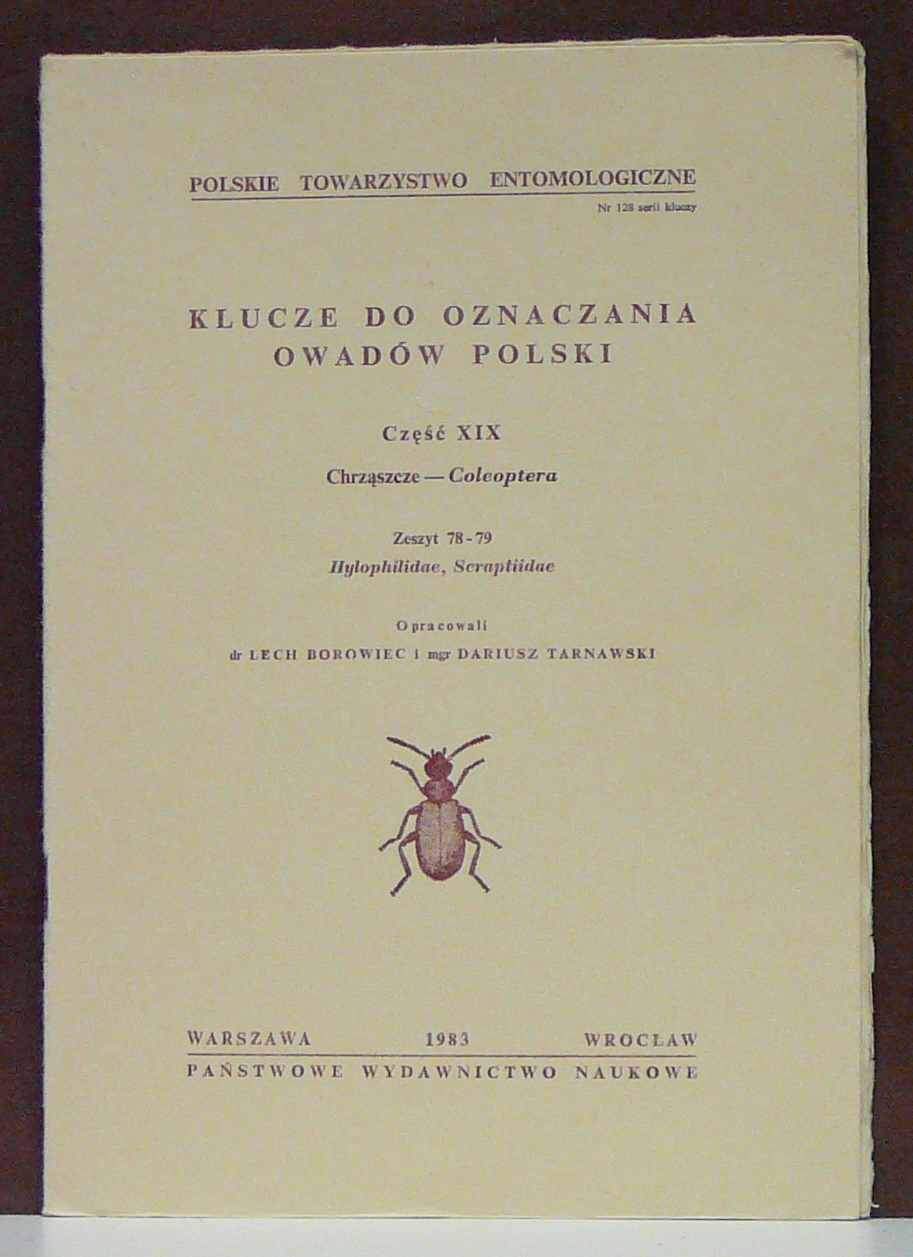 POLSKIE TOWARZYSTWO ENTOMOLOGICZNE
Nr 128 serii kluczy
KLUCZE DO OZNACZANIA
OWADÓW POLSKI
Część XIX
Chrząszcze — Coleoptera
Zeszyt 78-79
Hylophilidae, Scraptiidae
Opracowali
dr LECH BOROWIEC i mgr DARIUSZ TARNAWSKI
WARSZAWA 1983 WROCŁAW
PAŃSTWOWE WYDAWNICTWO NAUKOWE